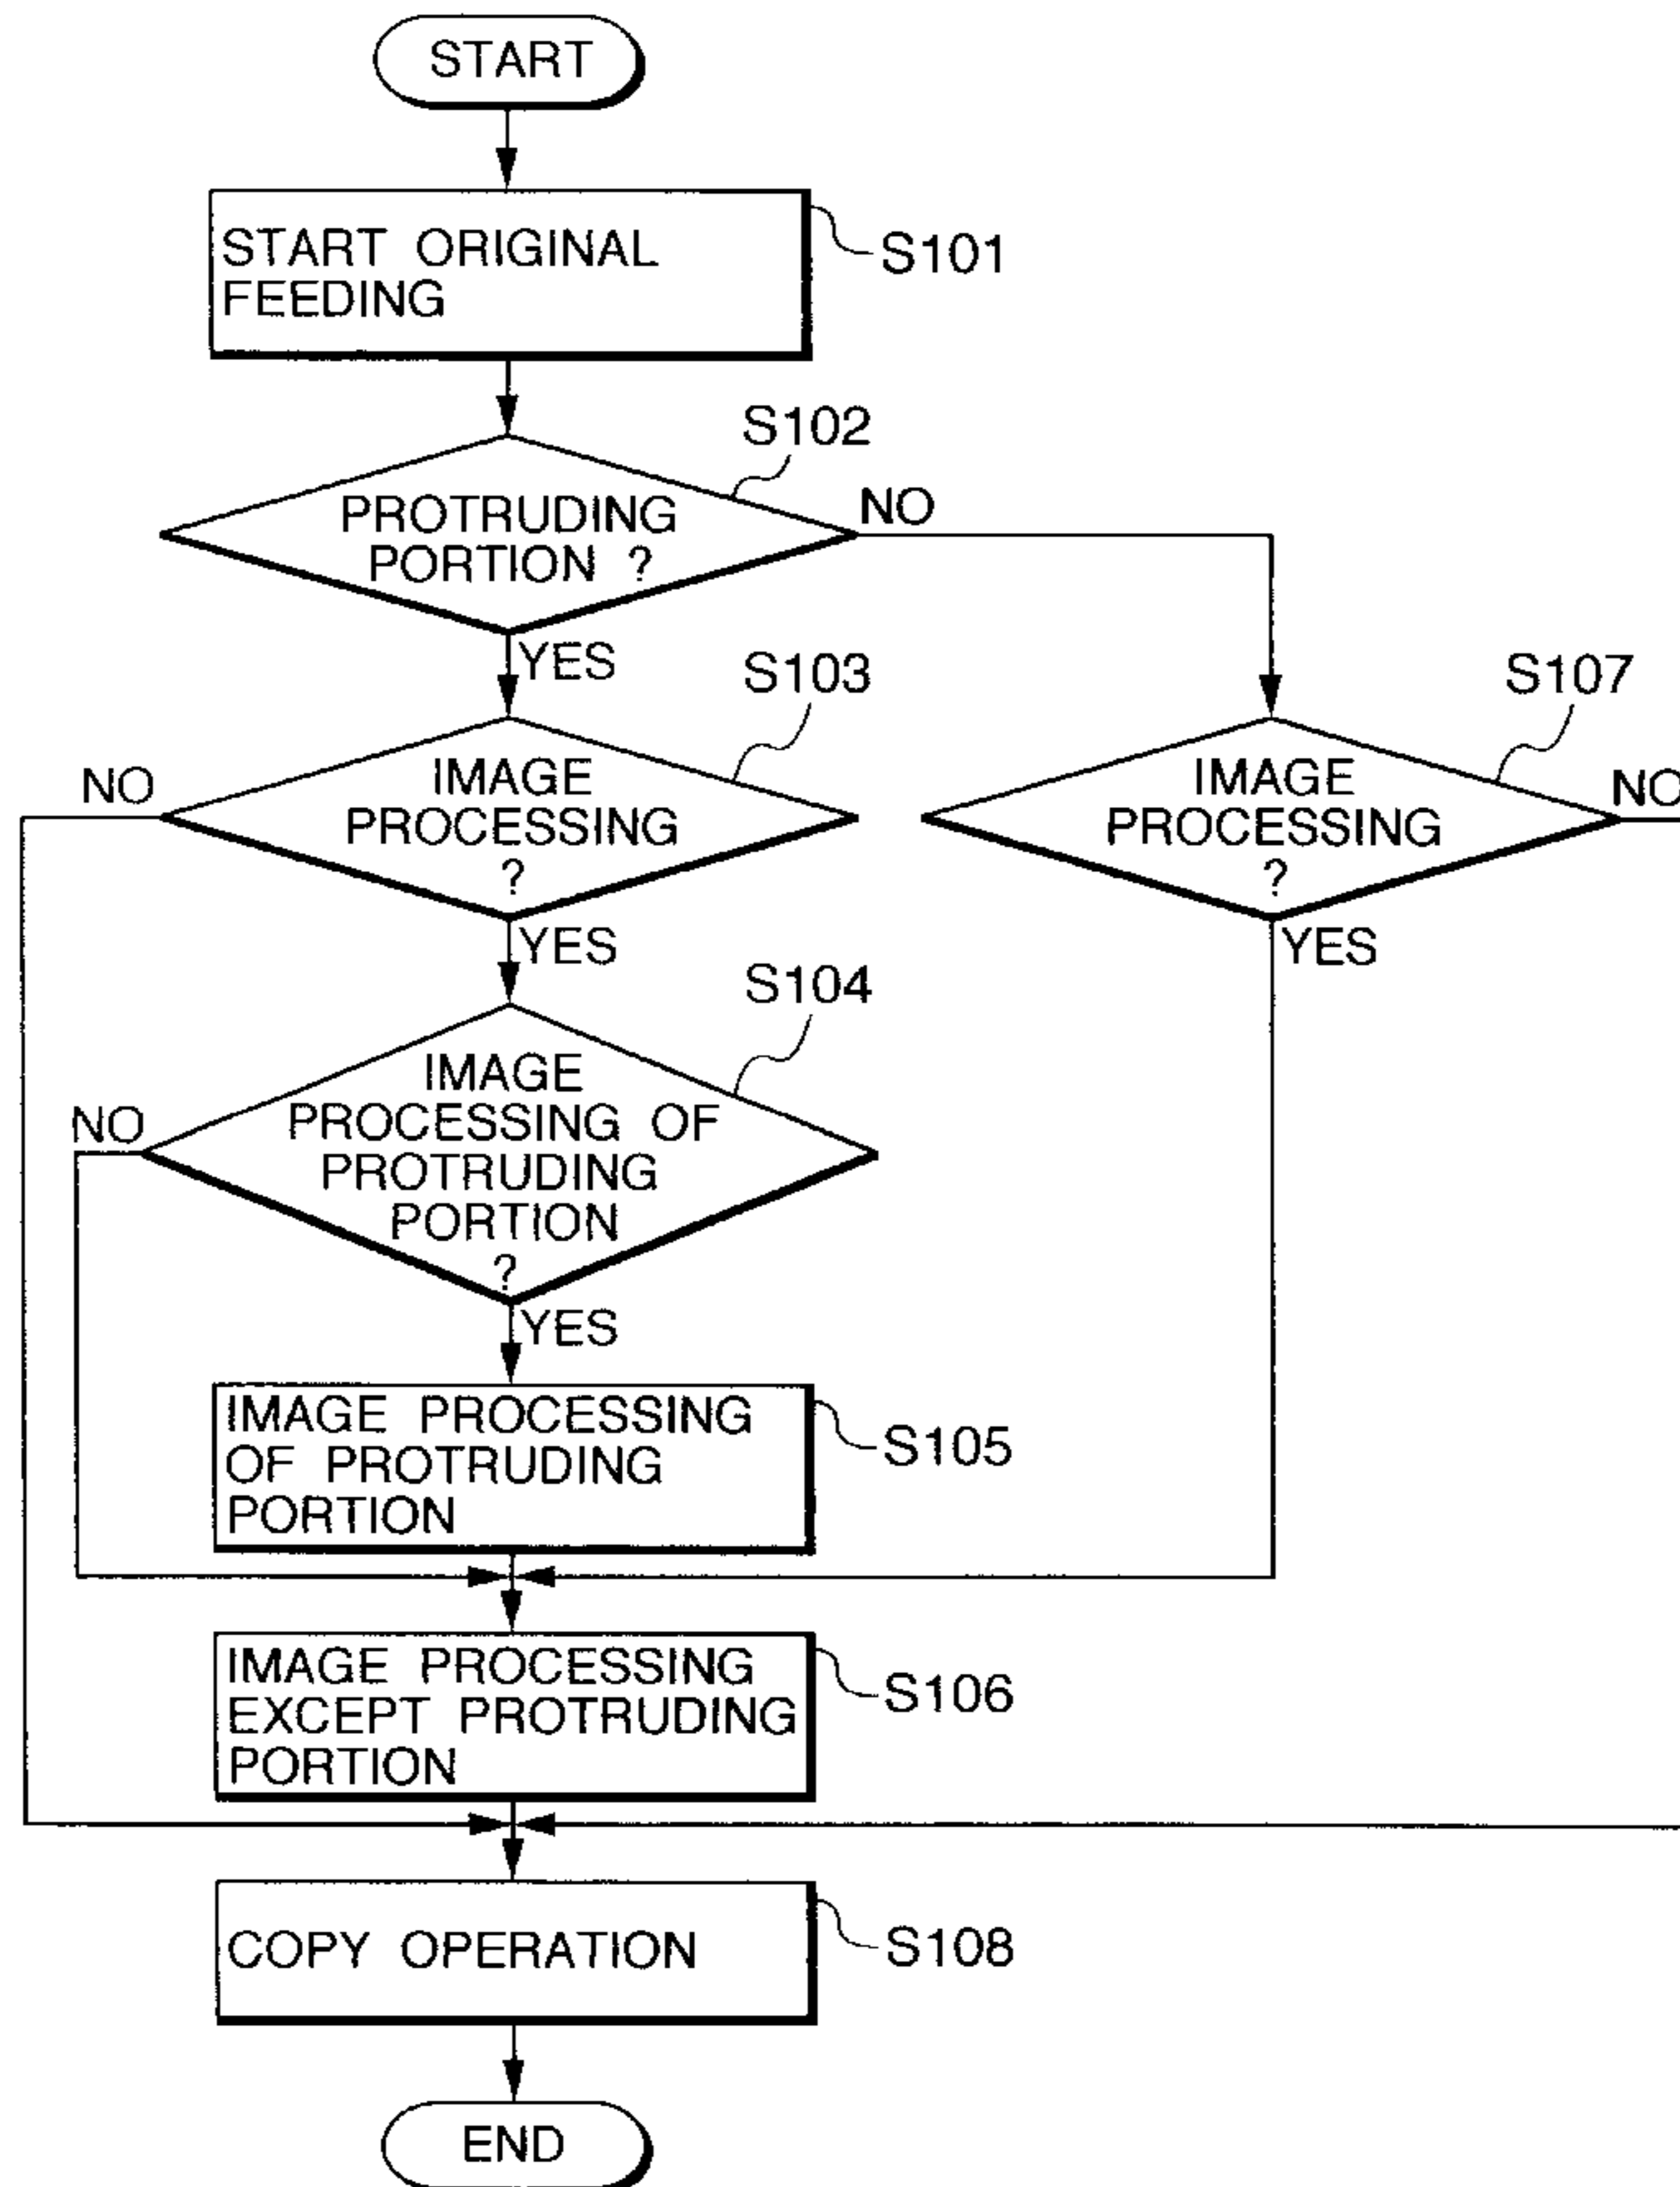 START
START ORIGINAL
FEEDING
S101
S102
PROTRUDING
PORTION ?
NO
YES
S103
IMAGE
PROCESSING
?
NO
YES
S107
IMAGE
PROCESSING
?
NO
YES
S104
IMAGE
PROCESSING OF
PROTRUDING
PORTION
?
NO
YES
IMAGE PROCESSING
OF PROTRUDING
PORTION
S105
IMAGE PROCESSING
EXCEPT PROTRUDING
PORTION
S106
COPY OPERATION
S108
END